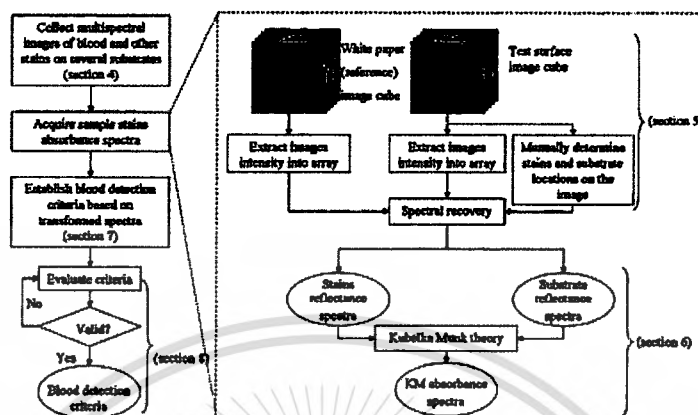 Collect multispectral
images of blood and other
stains on several substrates
(section 4)
Acquire sample stains
absorbance spectra
Establish blood detection
criteria based on
transformed spectra
(section 7)
Evaluate criteria
No
Valid?
Yes
(section 8)
Blood detection
criteria
White paper
(reference)
image cube
Test surface
image cube
(section 5)
Extract images
intensity into array
Extract images
intensity into array
Manually determine
stains and substrate
locations on the
image
Spectral recovery
Stains
reflectance
spectra
Substrate
reflectance
spectra
Kubelka Munk theory
(section 6)
KM absorbance
spectra